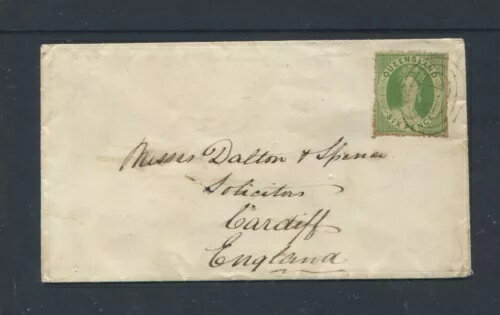 QUEENSLAND
SIX PENCE
Messrs Dalton & Spence
Solicitors
Cardiff
England